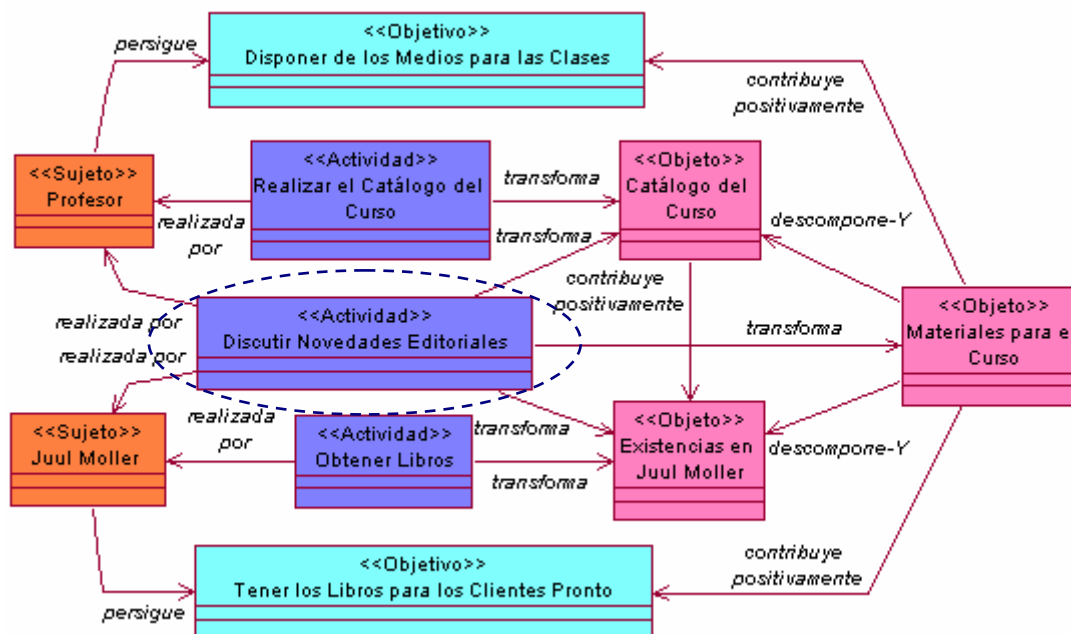 <<Objetivo>>
Disponer de los Medios para las Clases
persigue
contribuye
positivamente
<<Sujeto>>
Profesor
<<Actividad>>
Realizar el Catálogo del
Curso
transforma
<<Objeto>>
Catálogo del
Curso
realizada
por
transforma
descompone-Y
contribuye
positivamente
realizada por
<<Actividad>>
Discutir Novedades Editoriales
transforma
<<Objeto>>
Materiales para e
Curso
realizada por
<<Sujeto>>
Juul Moller
realizada
por
<<Actividad>>
Obtener Libros
transforma
transforma
<<Objeto>>
Existencias en
Juul Moller
descompone-Y
<<Objetivo>>
Tener los Libros para los Clientes Pronto
persigue
contribuye
positivamente